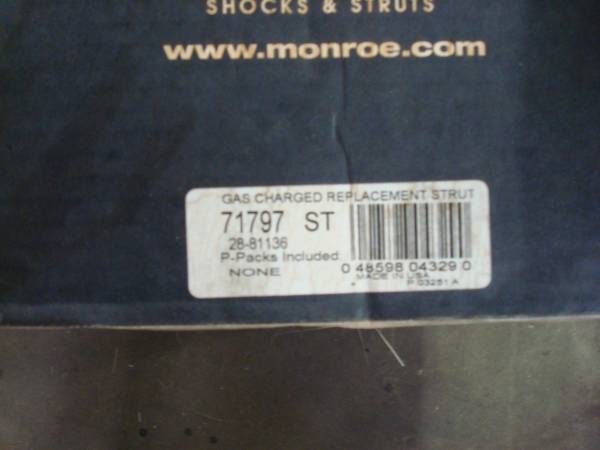 SHOCKS & STRUTS
www.monroe.com
GAS CHARGED REPLACEMENT STRUT
71797 ST
28-81136
P-Packs Included
NONE
0 48598 04329 0
MADE IN USA
P 03251 A